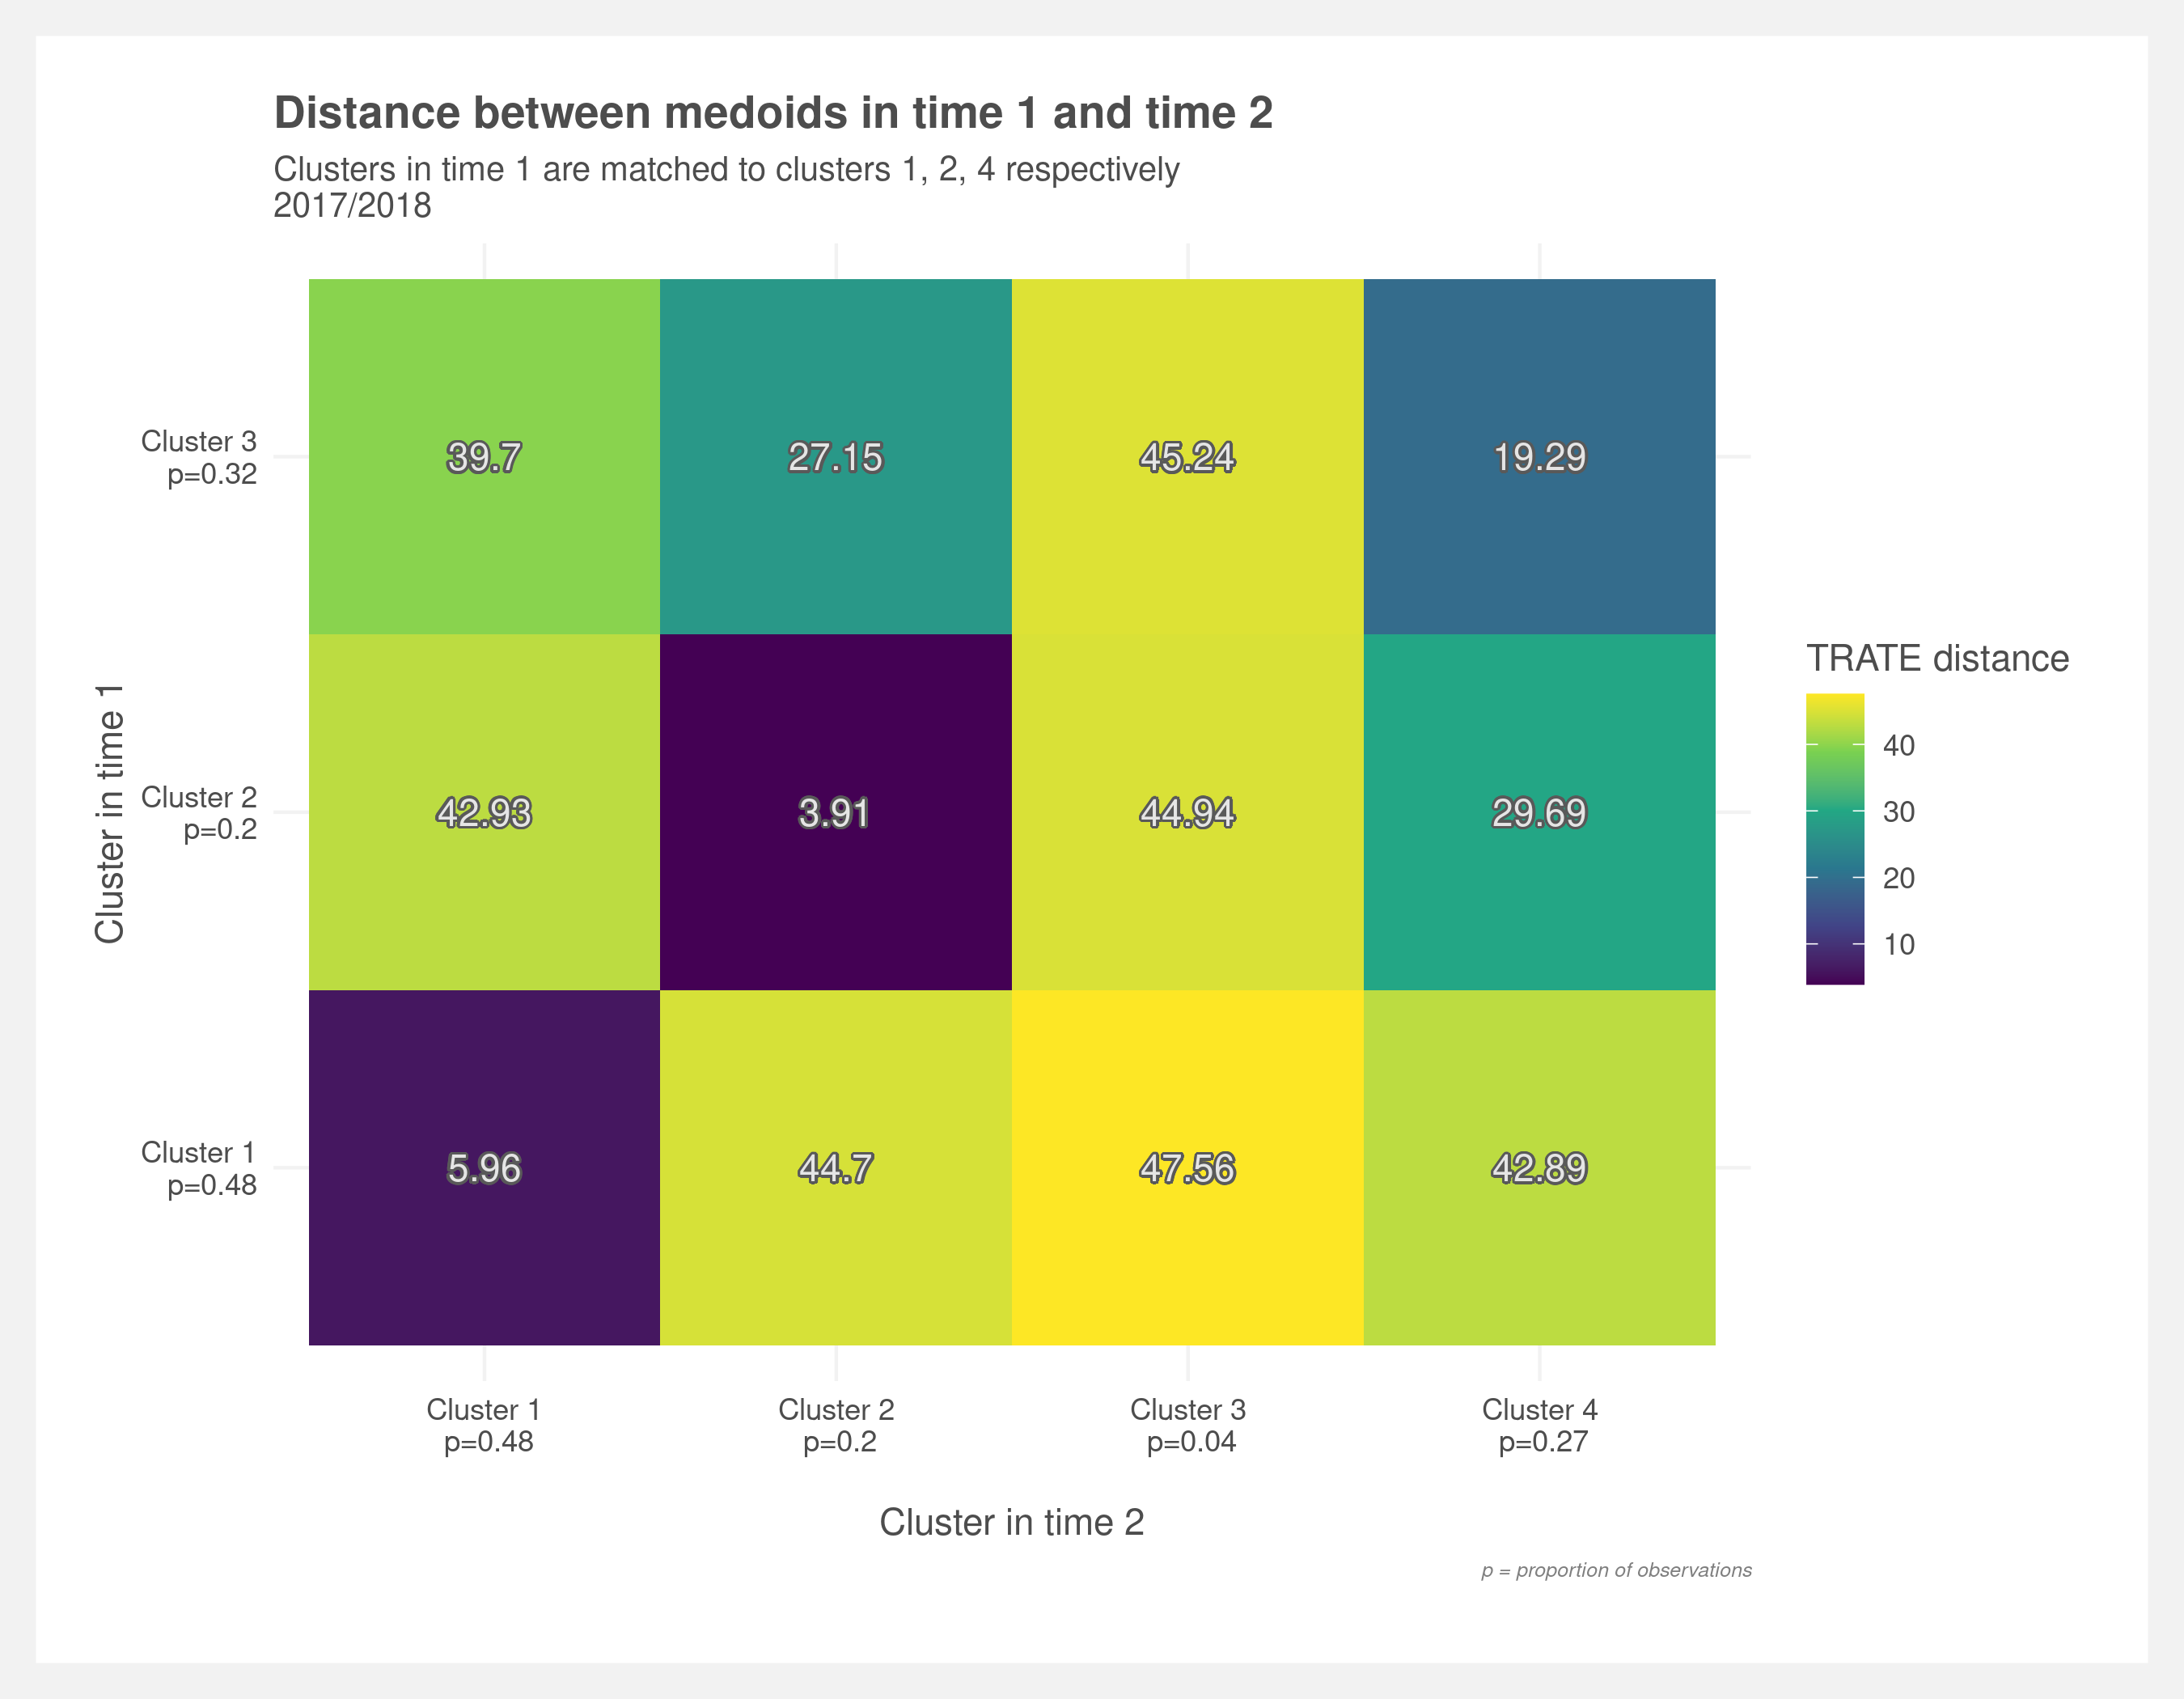 Distance between medoids in time 1 and time 2
Clusters in time 1 are matched to clusters 1, 2, 4 respectively
2017/2018
Cluster in time 1
Cluster 3
p=0.32
39.7
27.15
45.24
19.29
Cluster 2
p=0.2
42.93
3.91
44.94
29.69
Cluster 1
p=0.48
5.96
44.7
47.56
42.89
Cluster 1
p=0.48
Cluster 2
p=0.2
Cluster 3
p=0.04
Cluster 4
p=0.27
Cluster in time 2
TRATE distance
40
30
20
10
p = proportion of observations